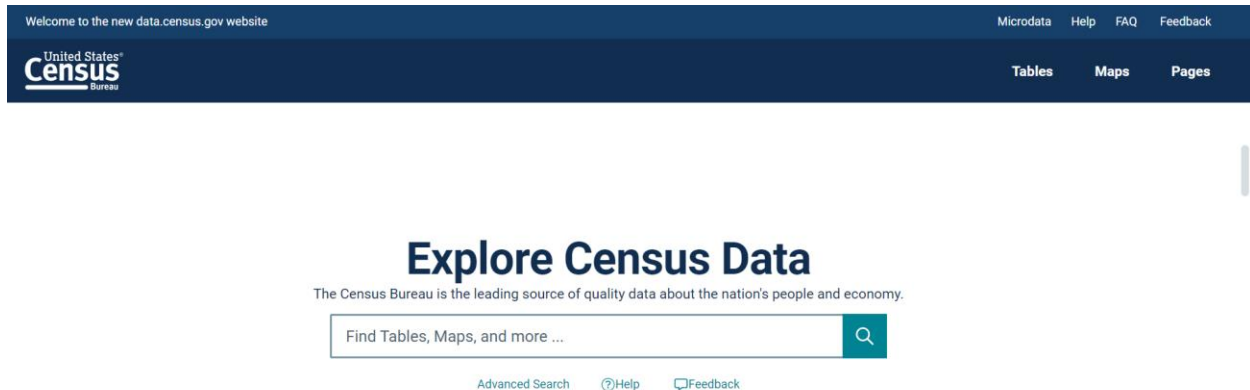 Welcome to the new data.census.gov website
Microdata Help FAQ Feedback
United States®
Census
Bureau
Tables Maps Pages
Explore Census Data
The Census Bureau is the leading source of quality data about the nation's people and economy.
Find Tables, Maps, and more ...
Advanced Search ?Help Feedback